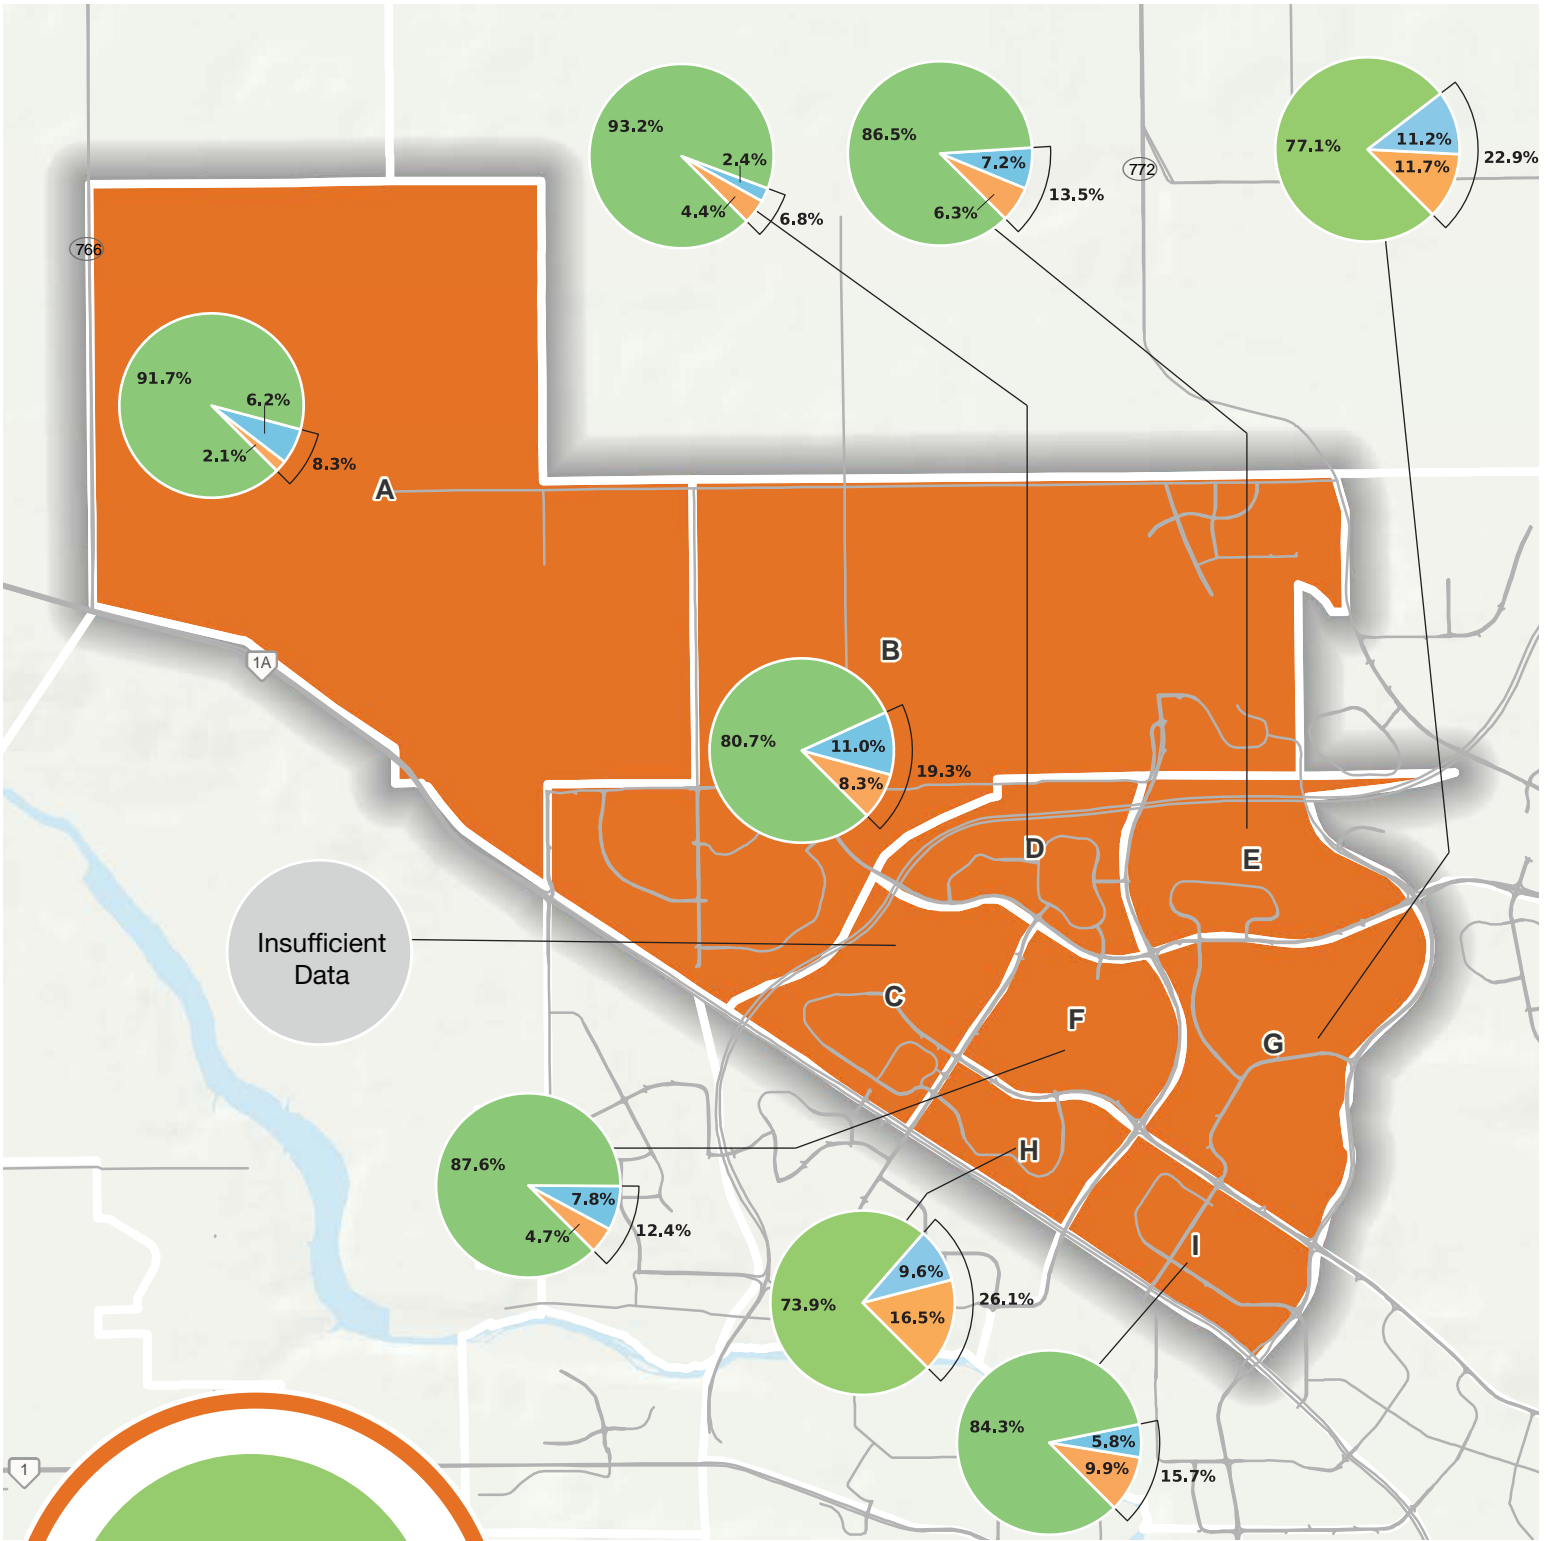 93.2%
2.4%
4.4%
6.8%
86.5%
7.2%
6.3%
13.5%
77.1%
11.2%
11.7%
22.9%
772
766
91.7%
6.2%
2.1%
8.3%
A
1A
B
80.7%
11.0%
8.3%
19.3%
D
E
Insufficient
Data
C
F
G
H
87.6%
7.8%
4.7%
12.4%
I
73.9%
9.6%
16.5%
26.1%
84.3%
5.8%
9.9%
15.7%
1